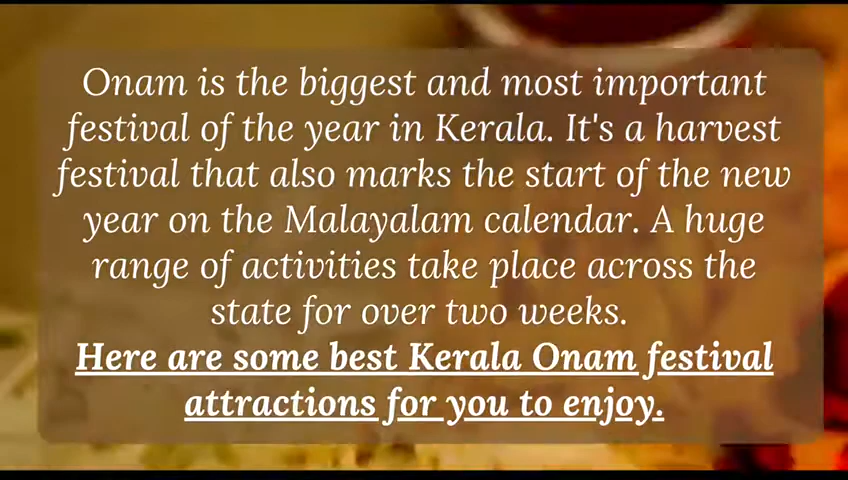 Onam is the biggest and most important
festival of the year in Kerala. It's a harvest
festival that also marks the start of the new
year on the Malayalam calendar. A huge
range of activities take place across the
state for over two weeks.
Here are some best Kerala Onam festival
attractions for you to enjoy.